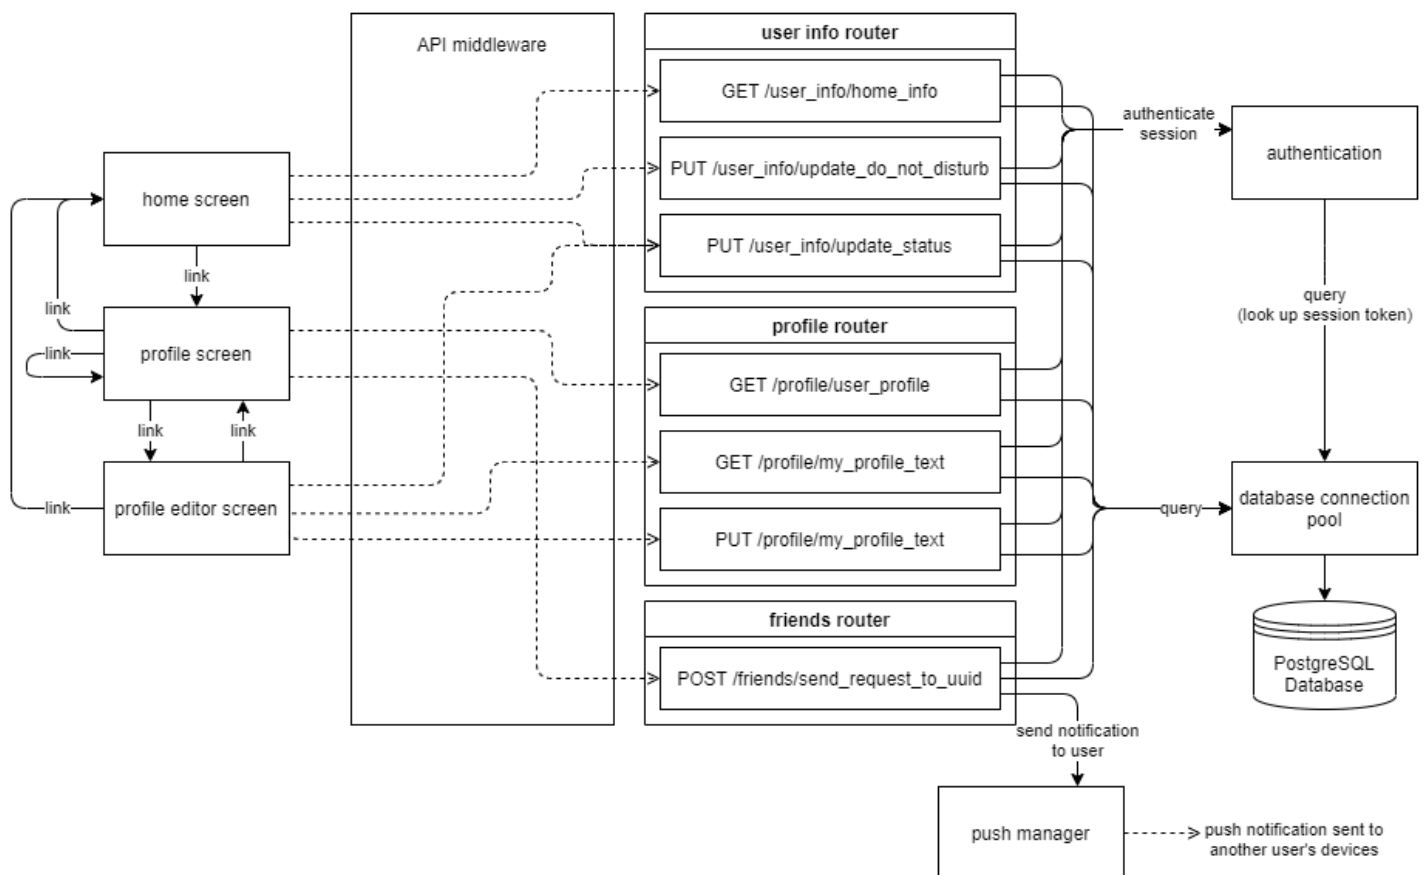 API middleware
user info router
GET /user_info/home_info
PUT /user_info/update_do_not_disturb
PUT /user_info/update_status
authenticate
session
authentication
home screen
link
link
profile screen
link
link
link
profile editor screen
link
query
(look up session token)
profile router
GET /profile/user_profile
GET /profile/my_profile_text
PUT /profile/my_profile_text
query
database connection
pool
friends router
POST /friends/send_request_to_uuid
PostgreSQL
Database
send notification
to user
push manager
push notification sent to
another user's devices